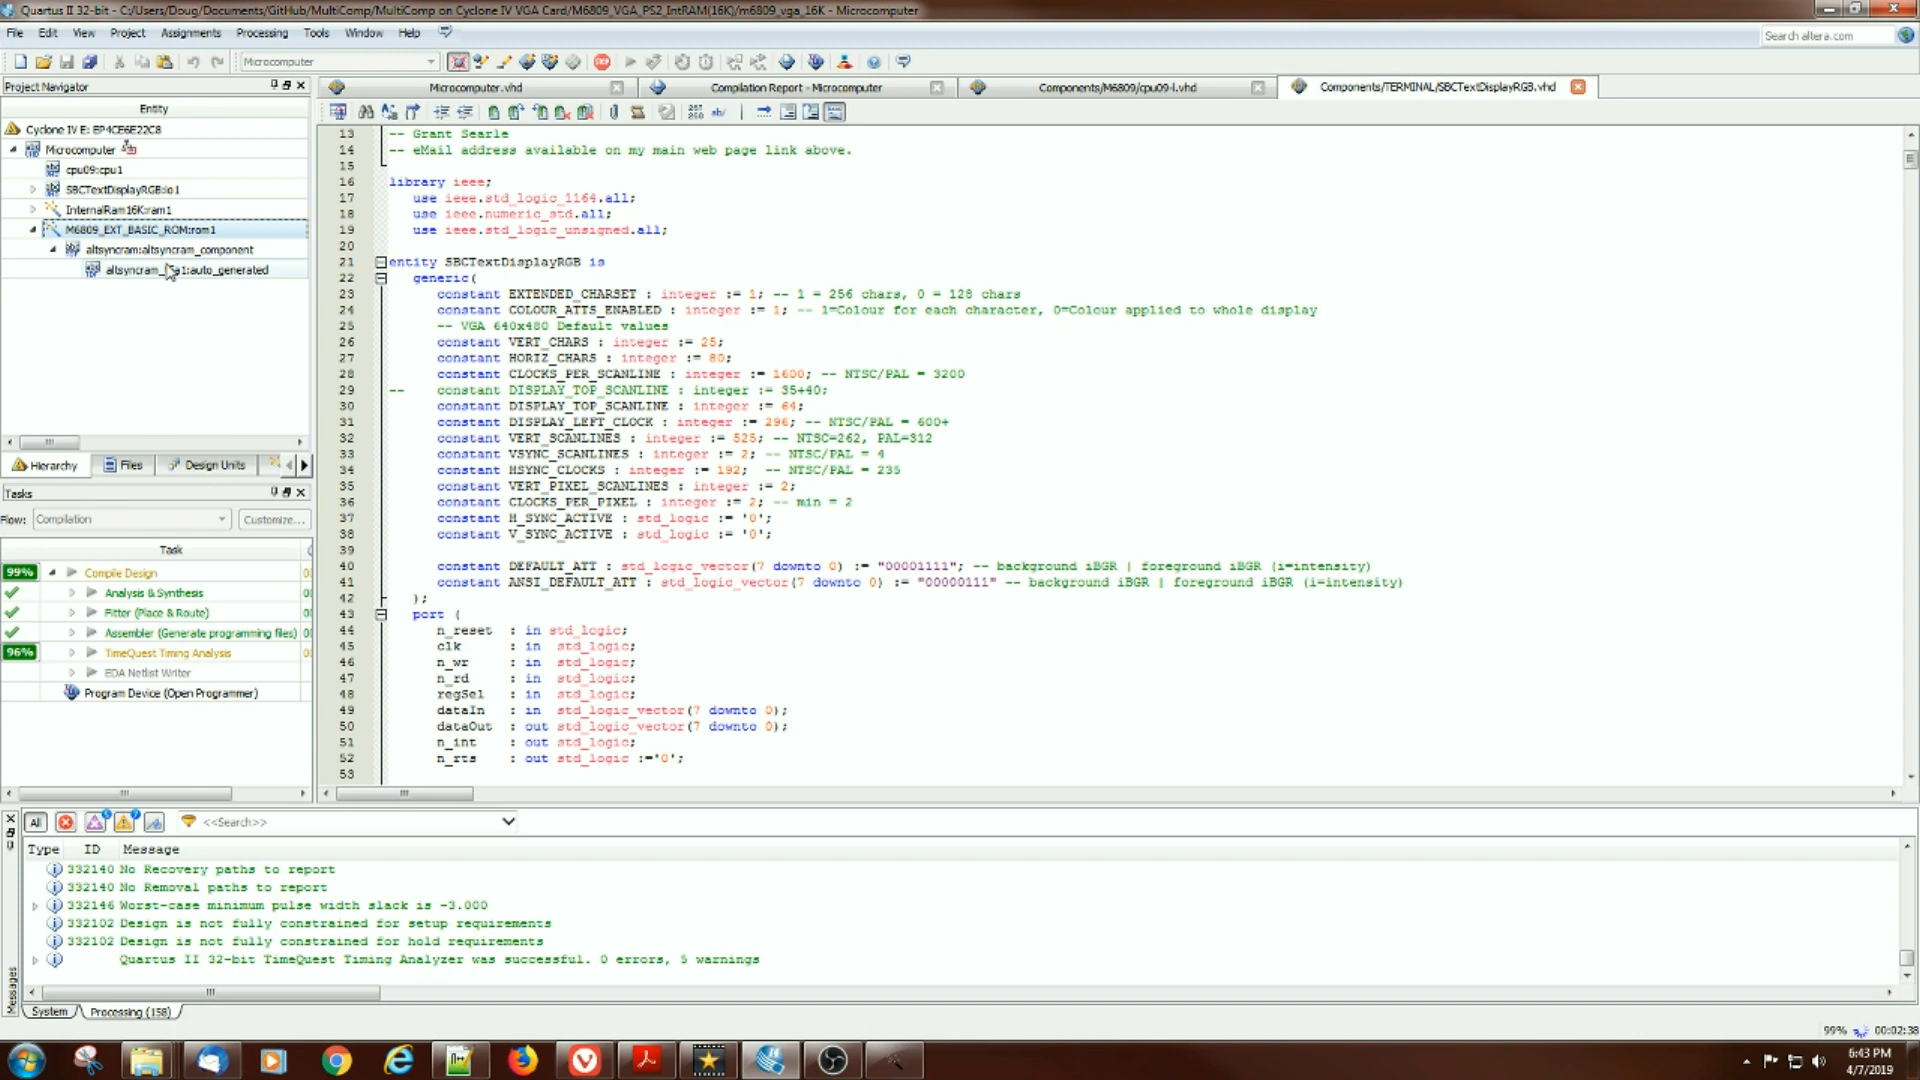 Quartus II 32-bit - C:/Users/Doug/Documents/GitHub/MultiComp/MultiComp on Cyclone IV VGA Card/M6809_VGA_PS2_IntRAM(16K)/m6809_vga_16K - Microcomputer
File Edit View Project Assignments Processing Tools Window Help
Search altera.com
Microcomputer
Project Navigator
Microcomputer.vhd
Compilation Report - Microcomputer
Components/M6809/cpu09-l.vhd
Components/TERMINAL/SBCTextDisplayRGB.vhd
Entity
Cyclone IV E: EP4CE6E22C8
Microcomputer
cpu09:cpu1
SBCTextDisplayRGB:io1
InternalRam16K:ram1
M6809_EXT_BASIC_ROM:rom1
altsyncram:altsyncram_component
Hierarchy Files Design Units
Tasks
Flow: Compilation Customize...
Task
99% Compile Design
Analysis & Synthesis
Fitter (Place & Route)
Assembler (Generate programming files)
96% TimeQuest Timing Analysis
EDA Netlist Writer
Program Device (Open Programmer)
13 -- Grant Searle
14 -- eMail address available on my main web page link above.
15
16 library ieee;
17 use ieee.std_logic_1164.all;
18 use ieee.numeric_std.all;
19 use ieee.std_logic_unsigned.all;
20
21 entity SBCTextDisplayRGB is
22 generic(
23 constant EXTENDED_CHARSET : integer := 1; -- 1 = 256 chars, 0 = 128 chars
24 constant COLOUR_ATTS_ENABLED : integer := 1; -- 1=Colour for each character, 0=Colour applied to whole display
25 -- VGA 640x480 Default values
26 constant VERT_CHARS : integer := 25;
27 constant HORIZ_CHARS : integer := 80;
28 constant CLOCKS_PER_SCANLINE : integer := 1600; -- NTSC/PAL = 3200
29 -- constant DISPLAY_TOP_SCANLINE : integer := 35+40;
30 constant DISPLAY_TOP_SCANLINE : integer := 64;
31 constant DISPLAY_LEFT_CLOCK : integer := 296; -- NTSC/PAL = 600+
32 constant VERT_SCANLINES : integer := 525; -- NTSC=262, PAL=312
33 constant VSYNC_SCANLINES : integer := 2; -- NTSC/PAL = 4
34 constant HSYNC_CLOCKS : integer := 192; -- NTSC/PAL = 235
35 constant VERT_PIXEL_SCANLINES : integer := 2;
36 constant CLOCKS_PER_PIXEL : integer := 2; -- min = 2
37 constant H_SYNC_ACTIVE : std_logic := '0';
38 constant V_SYNC_ACTIVE : std_logic := '0';
39
40 constant DEFAULT_ATT : std_logic_vector(7 downto 0) := "00001111"; -- background iBGR | foreground iBGR (i=intensity)
41 constant ANSI_DEFAULT_ATT : std_logic_vector(7 downto 0) := "00000111" -- background iBGR | foreground iBGR (i=intensity)
42 );
43 port (
44 n_reset : in std_logic;
45 clk : in std_logic;
46 n_wr : in std_logic;
47 n_rd : in std_logic;
48 regSel : in std_logic;
49 dataIn : in std_logic_vector(7 downto 0);
50 dataOut : out std_logic_vector(7 downto 0);
51 n_int : out std_logic;
52 n_rts : out std_logic :='0';
53
All <<Search>>
Type ID Message
332140 No Recovery paths to report
332140 No Removal paths to report
332146 Worst-case minimum pulse width slack is -3.000
332102 Design is not fully constrained for setup requirements
332102 Design is not fully constrained for hold requirements
Quartus II 32-bit TimeQuest Timing Analyzer was successful. 0 errors, 5 warnings
Messages
System Processing (158)
99% 00:02:38
6:43 PM
4/7/2019